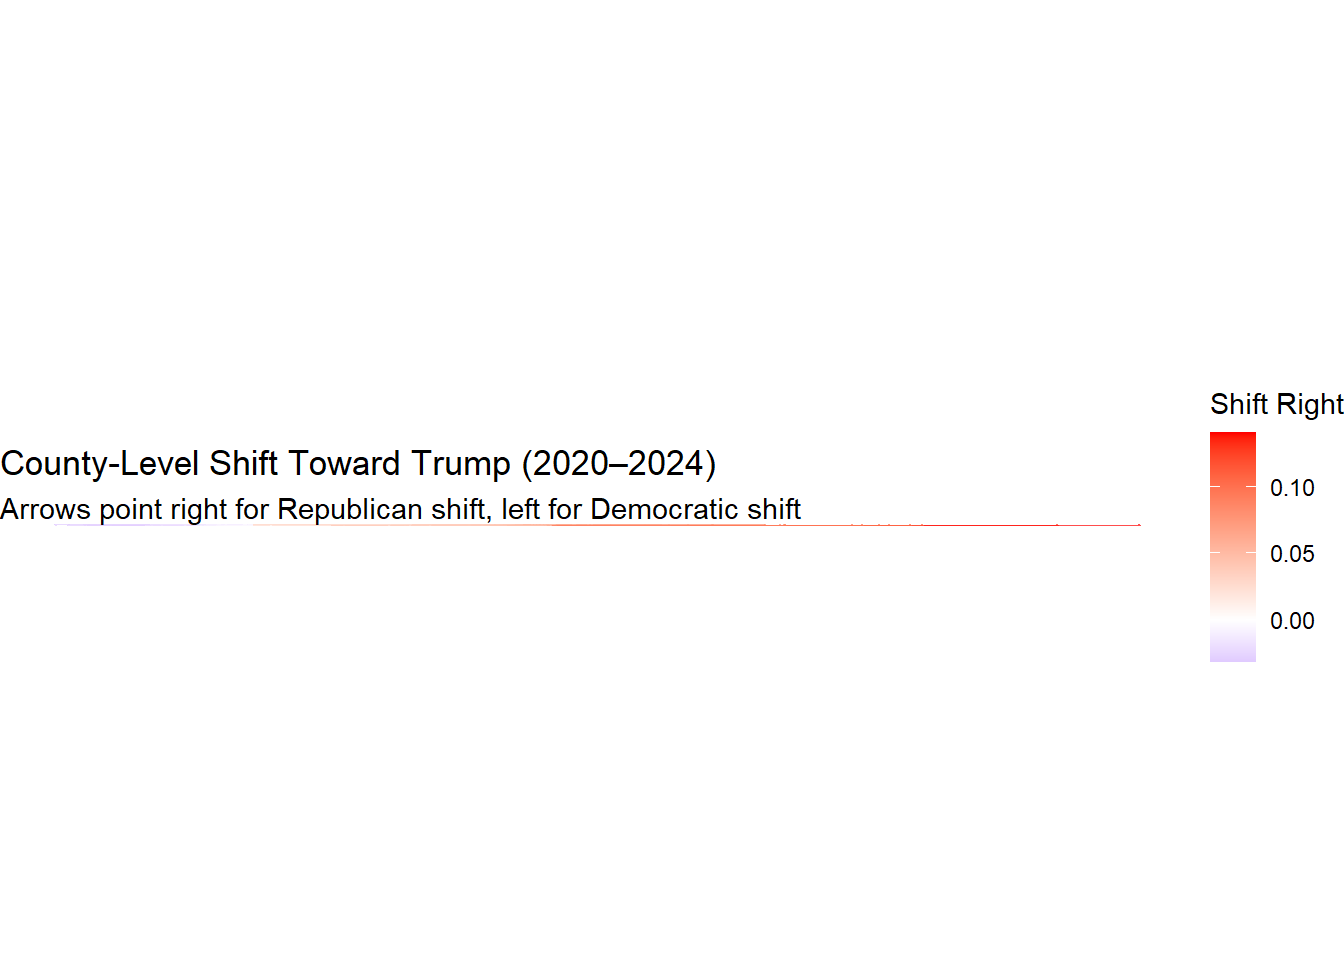 County-Level Shift Toward Trump (2020–2024)
Arrows point right for Republican shift, left for Democratic shift
Shift Right
0.10
0.05
0.00